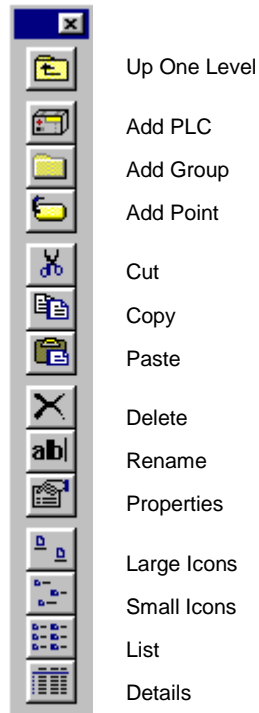 Up One Level
Add PLC
Add Group
Add Point
Cut
Copy
Paste
Delete
ab|
Rename
Properties
Large Icons
Small Icons
List
Details